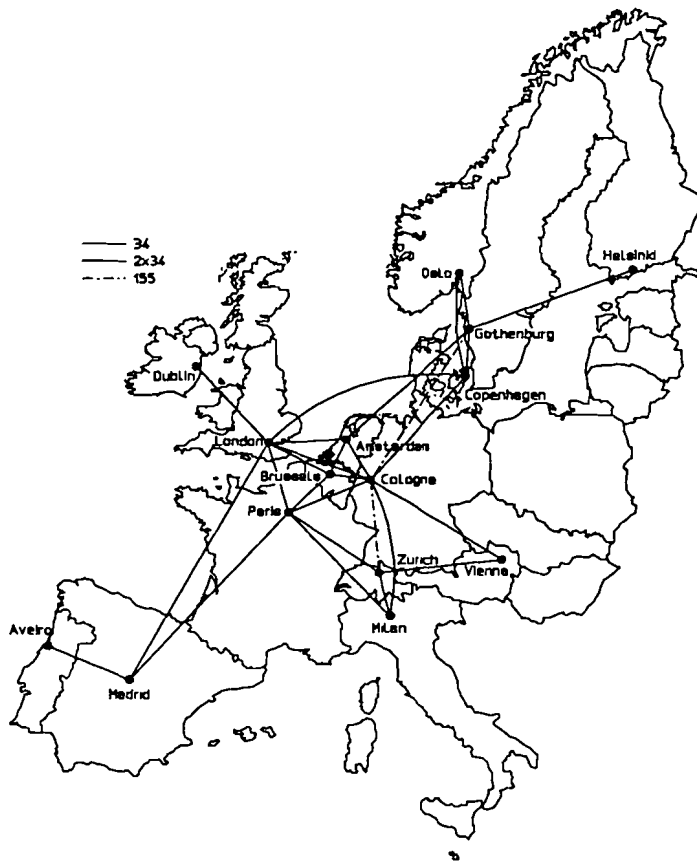 34
2x34
155
Helsinki
Oslo
Gothenburg
Dublin
Copenhagen
London
Amsterdam
Brussels
Cologne
Paris
Zurich
Vienna
Milan
Aveiro
Madrid